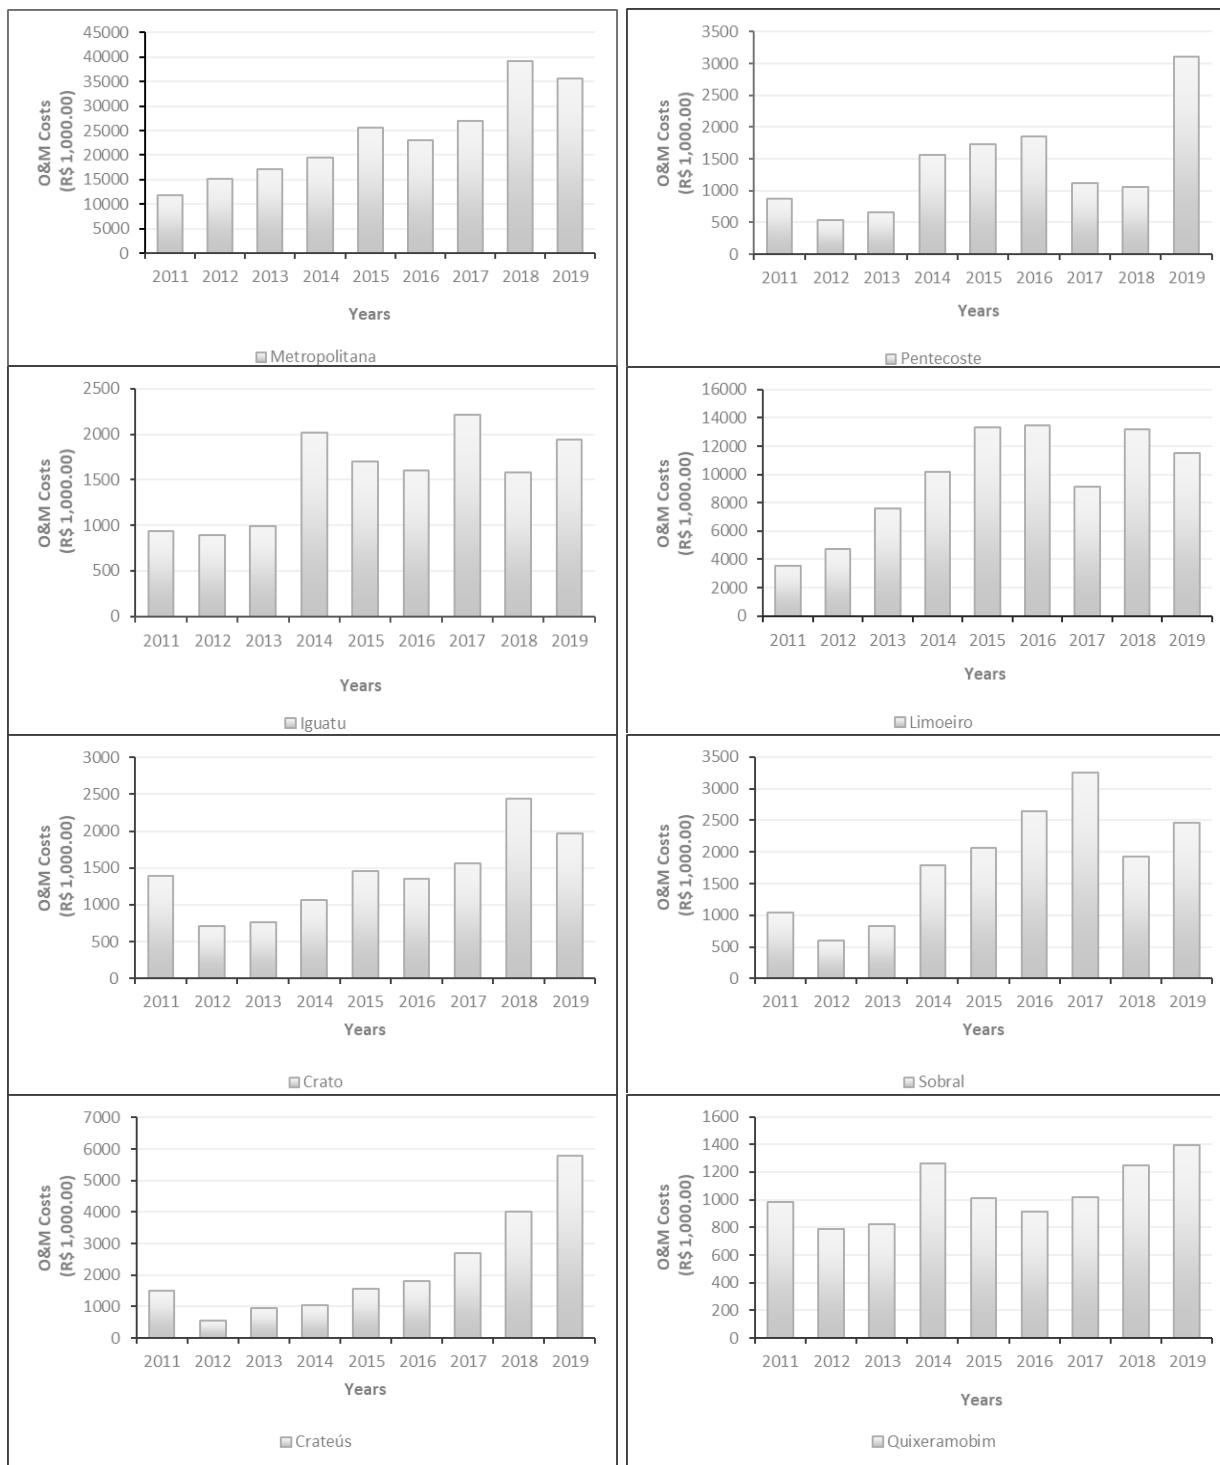 O&M Costs
(R$ 1,000.00)
45000
40000
35000
30000
25000
20000
15000
10000
5000
0
2011 2012 2013 2014 2015 2016 2017 2018 2019
Years
Metropolitana
O&M Costs
(R$ 1,000.00)
3500
3000
2500
2000
1500
1000
500
0
2011 2012 2013 2014 2015 2016 2017 2018 2019
Years
Pentecoste
O&M Costs
(R$ 1,000.00)
2500
2000
1500
1000
500
0
2011 2012 2013 2014 2015 2016 2017 2018 2019
Years
Iguatu
O&M Costs
(R$ 1,000.00)
16000
14000
12000
10000
8000
6000
4000
2000
0
2011 2012 2013 2014 2015 2016 2017 2018 2019
Years
Limoeiro
O&M Costs
(R$ 1,000.00)
3000
2500
2000
1500
1000
500
0
2011 2012 2013 2014 2015 2016 2017 2018 2019
Years
Crato
O&M Costs
(R$ 1,000.00)
3500
3000
2500
2000
1500
1000
500
0
2011 2012 2013 2014 2015 2016 2017 2018 2019
Years
Sobral
O&M Costs
(R$ 1,000.00)
7000
6000
5000
4000
3000
2000
1000
0
2011 2012 2013 2014 2015 2016 2017 2018 2019
Years
Crateús
O&M Costs
(R$ 1,000.00)
1600
1400
1200
1000
800
600
400
200
0
2011 2012 2013 2014 2015 2016 2017 2018 2019
Years
Quixeramobim